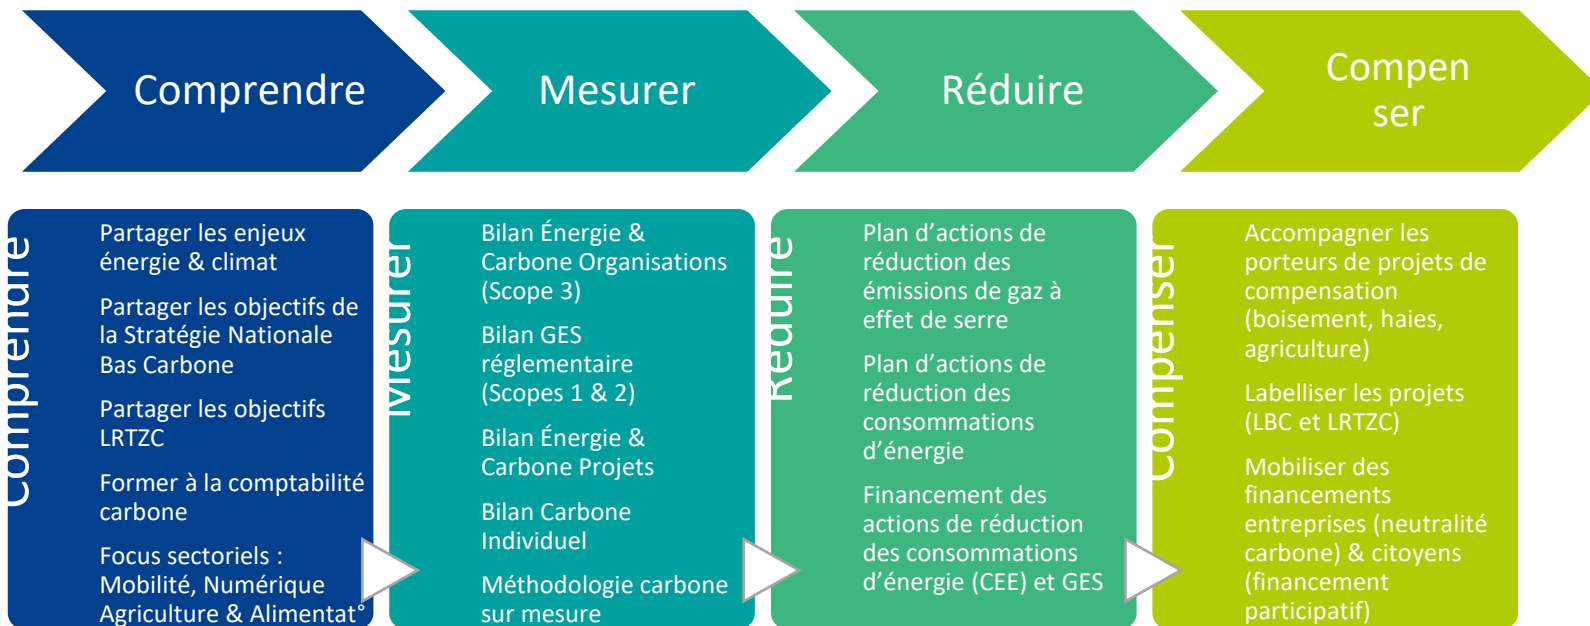 Comprendre
Mesurer
Réduire
Compen
ser
Comprendre
Partager les enjeux
énergie & climat
Partager les objectifs de
la Stratégie Nationale
Bas Carbone
Partager les objectifs
LRTZC
Former à la comptabilité
carbone
Focus sectoriels :
Mobilité, Numérique
Agriculture & Alimentat°
Mesurer
Bilan Énergie &
Carbone Organisations
(Scope 3)
Bilan GES
réglementaire
(Scopes 1 & 2)
Bilan Énergie &
Carbone Projets
Bilan Carbone
Individuel
Méthodologie carbone
sur mesure
Réduire
Plan d’actions de
réduction des
émissions de gaz à
effet de serre
Plan d’actions de
réduction des
consommations
d’énergie
Financement des
actions de réduction
des consommations
d’énergie (CEE) et GES
Compenser
Accompagner les
porteurs de projets de
compensation
(boisement, haies,
agriculture)
Labelliser les projets
(LBC et LRTZC)
Mobiliser des
financements
entreprises (neutralité
carbone) & citoyens
(financement
participatif)